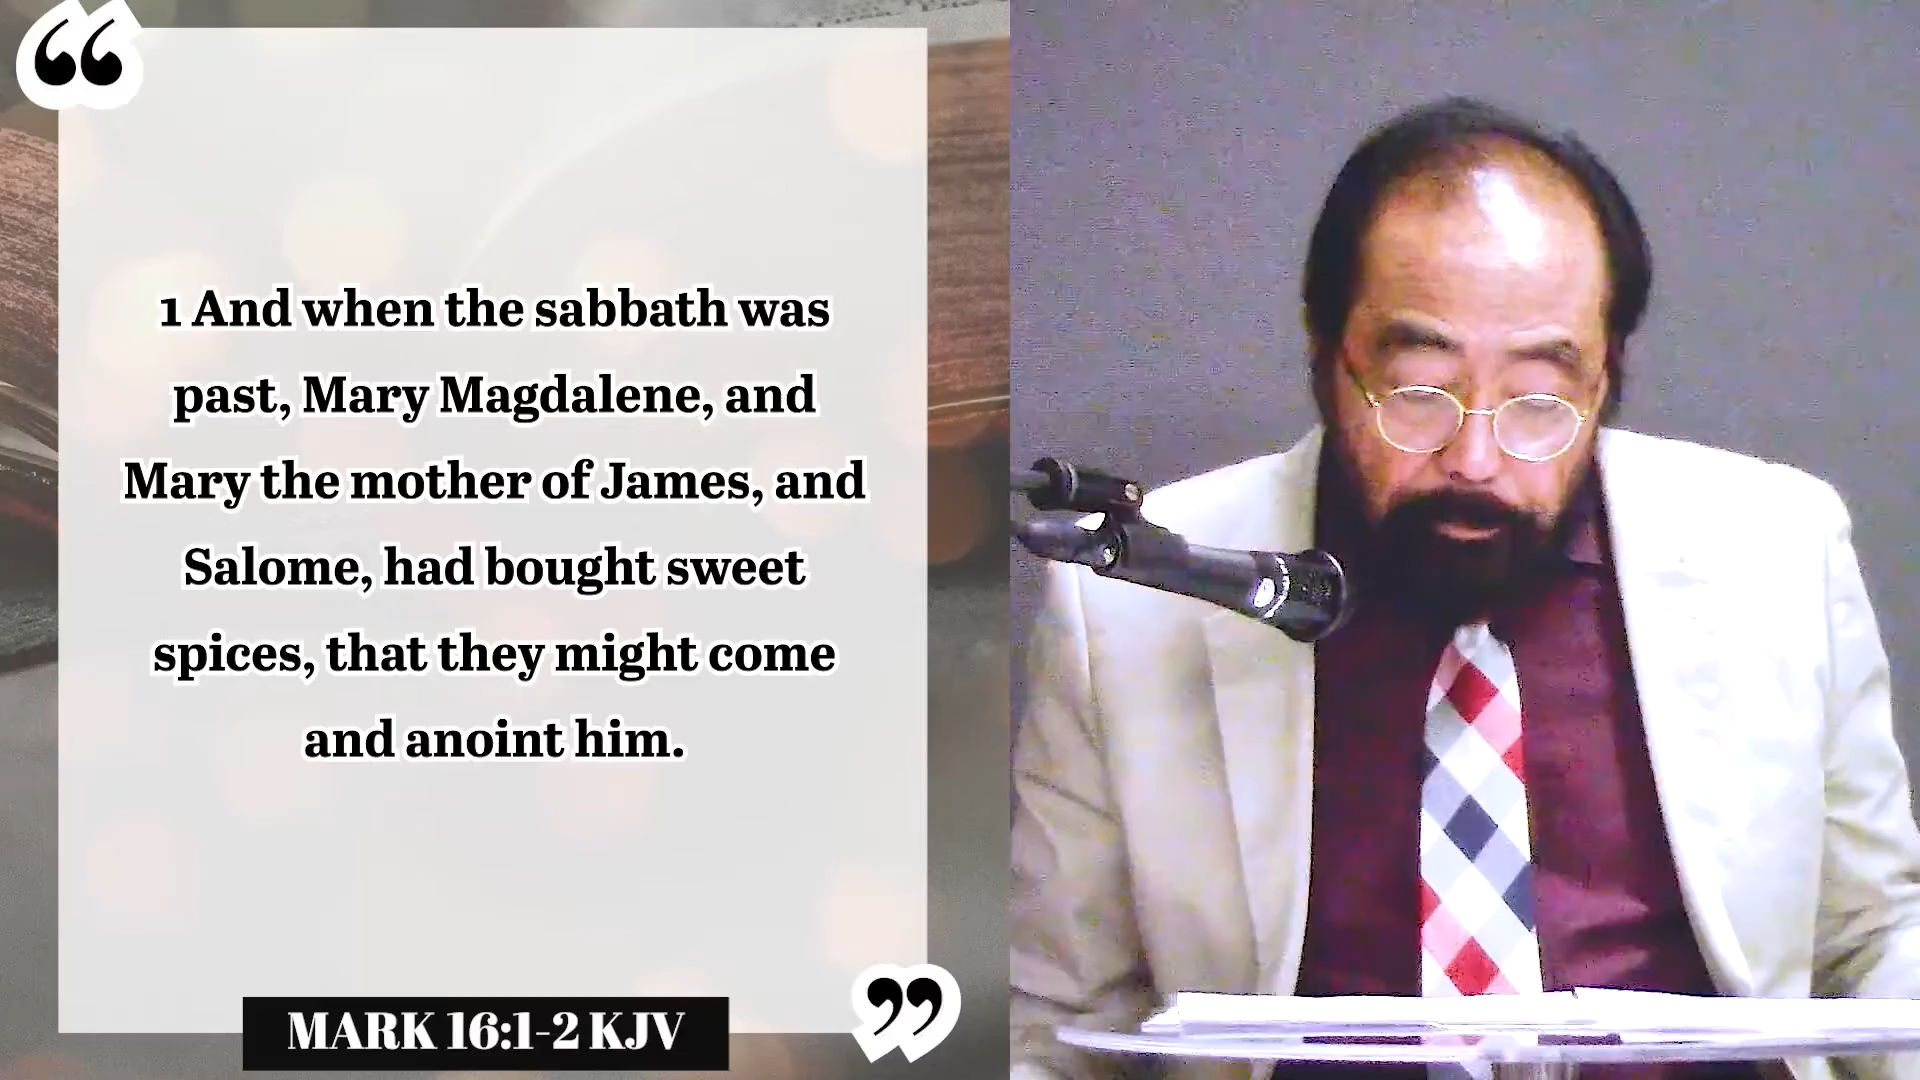 1 And when the sabbath was
past, Mary Magdalene, and
Mary the mother of James, and
Salome, had bought sweet
spices, that they might come
and anoint him.
MARK 16:1-2 KJV